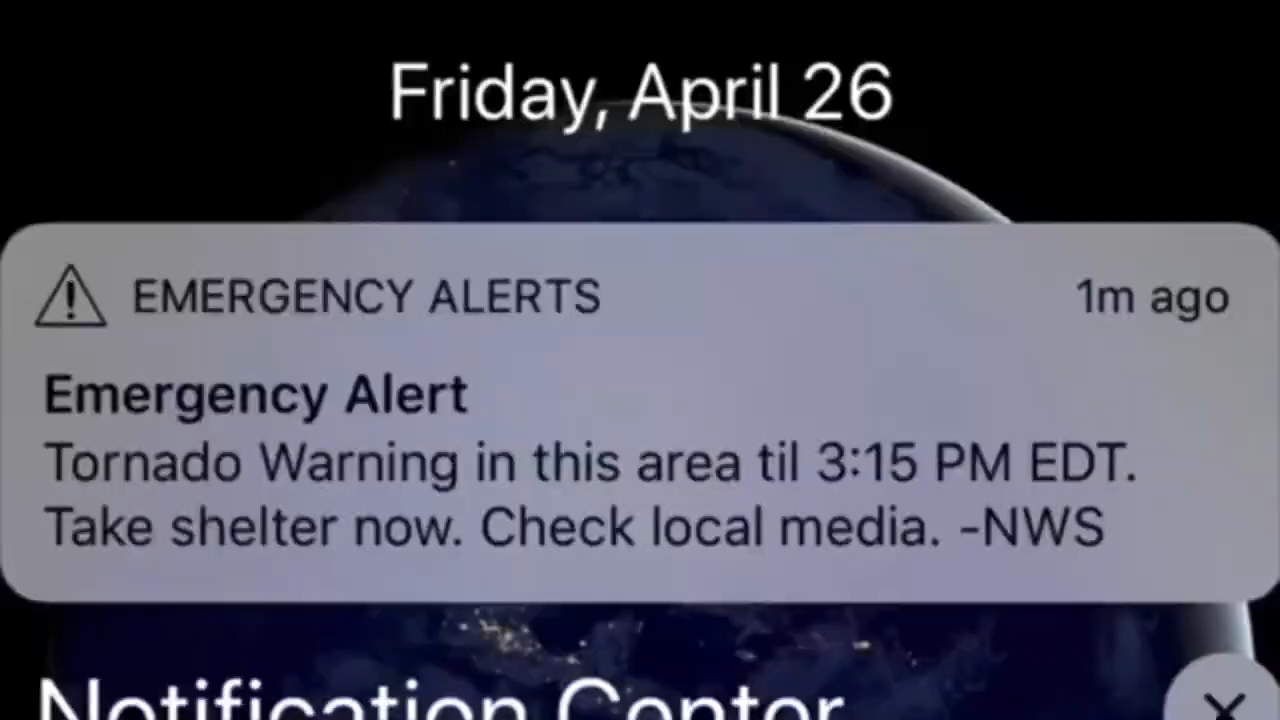 Friday, April 26
EMERGENCY ALERTS
1m ago
Emergency Alert
Tornado Warning in this area til 3:15 PM EDT.
Take shelter now. Check local media. -NWS
Notification Center